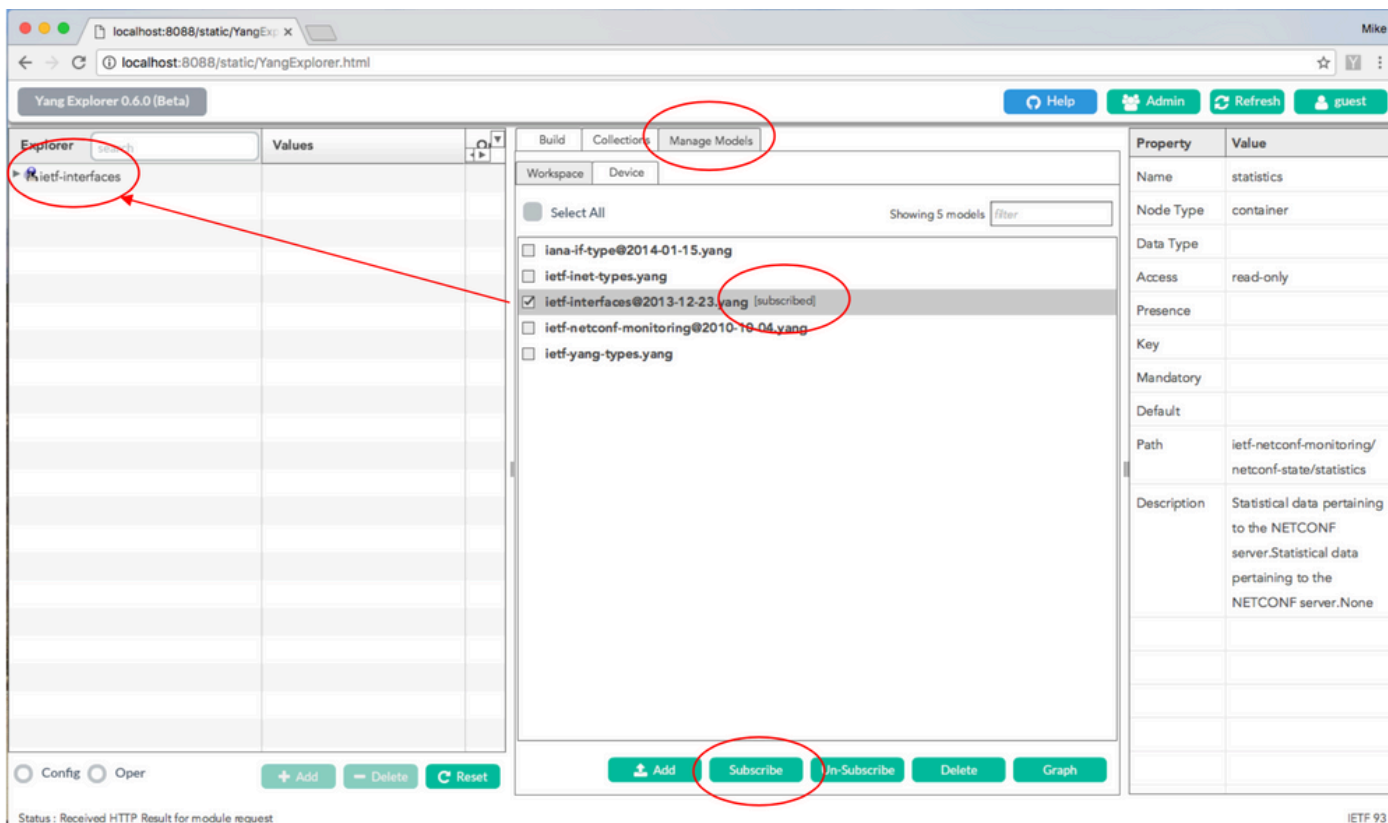 localhost:8088/static/YangExp
Mike
localhost:8088/static/YangExplorer.html
Yang Explorer 0.6.0 (Beta)
Help
Admin
Refresh
guest
Explorer
search
Values
Build
Collections
Manage Models
Property
Value
ietf-interfaces
Workspace
Device
Name
statistics
Select All
Showing 5 models
filter
Node Type
container
iana-if-type@2014-01-15.yang
Data Type
ietf-inet-types.yang
Access
read-only
ietf-interfaces@2013-12-23.yang [subscribed]
Presence
ietf-netconf-monitoring@2010-10-04.yang
Key
ietf-yang-types.yang
Mandatory
Default
Path
ietf-netconf-monitoring/
netconf-state/statistics
Description
Statistical data pertaining
to the NETCONF
server.Statistical data
pertaining to the
NETCONF server.None
Config
Oper
+ Add
Delete
Reset
Add
Subscribe
Un-Subscribe
Delete
Graph
Status : Received HTTP Result for module request
IETF 93